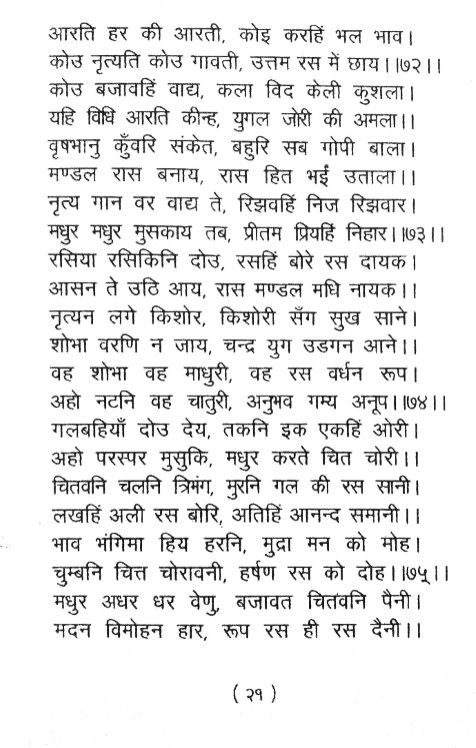 आरति हर की आरती, कोइ करहिं भल भाव।
कोउ नृत्यति कोउ गावती, उत्तम रस में छाय।।७२।।
कोउ बजावहिं वाद्य, कला विद केली कुशला।
यहि विधि आरति कीन्ह, युगल जोरी की अमला।।
वृषभानु कुँवरि संकेत, बहुरि सब गोपी बाला।
मण्डल रास बनाय, रास हित भईं उताला।।
नृत्य गान वर वाद्य ते, रिझवहिं निज रिझवार।
मधुर मधुर मुसकाय तब, प्रीतम प्रियहिं निहार।।७३।।
रसिया रसिकिनि दोउ, रसहिं बोरे रस दायक।
आसन ते उठि आय, रास मण्डल मधि नायक।।
नृत्यन लगे किशोर, किशोरी सँग सुख साने।
शोभा वरणि न जाय, चन्द्र युग उडगन आने।।
वह शोभा वह माधुरी, वह रस वर्धन रूप।
अहो नटनि वह चातुरी, अनुभव गम्य अनूप।।७४।।
गलबहियाँ दोउ देय, तकनि इक एकहिं ओरी।
अहो परस्पर मुसुकि, मधुर करते चित चोरी।।
चितवनि चलनि त्रिभंग, मुरनि गल की रस सानी।
लखहिं अली रस बोरि, अतिहिं आनन्द समानी।।
भाव भंगिमा हिय हरनि, मुद्रा मन को मोह।
चुम्बनि चित्त चोरावनी, हर्षण रस को दोह।।७५।।
मधुर अधर धर वेणु, बजावत चितवनि पैनी।
मदन विमोहन हार, रूप रस ही रस दैनी।।
(२१)